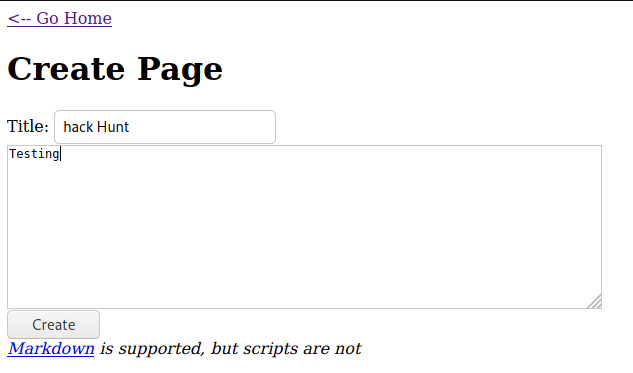 <-- Go Home
Create Page
Title: hack Hunt
Testing
Create
Markdown is supported, but scripts are not